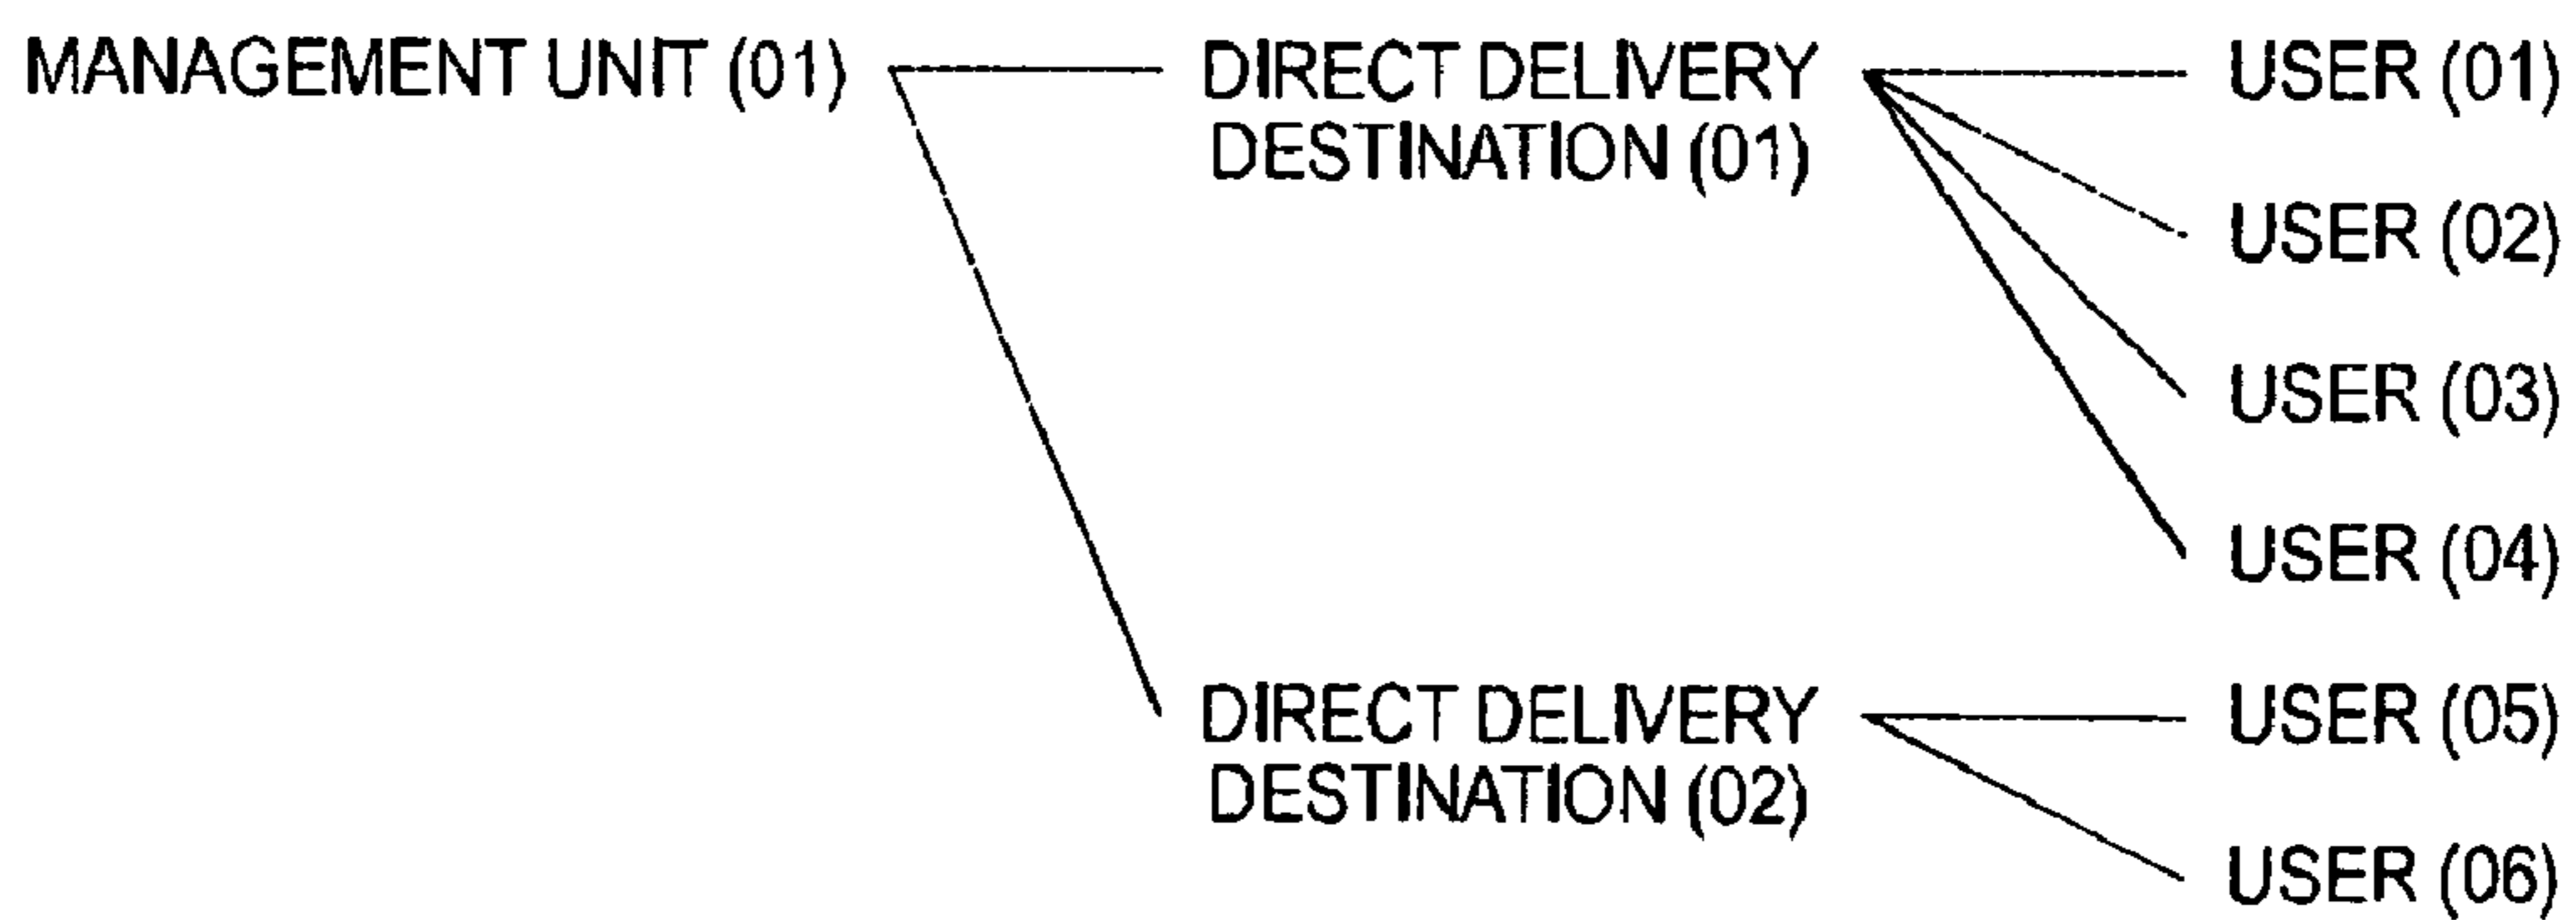 MANAGEMENT UNIT (01)
DIRECT DELIVERY
DESTINATION (01)
USER (01)
USER (02)
USER (03)
USER (04)
DIRECT DELIVERY
DESTINATION (02)
USER (05)
USER (06)